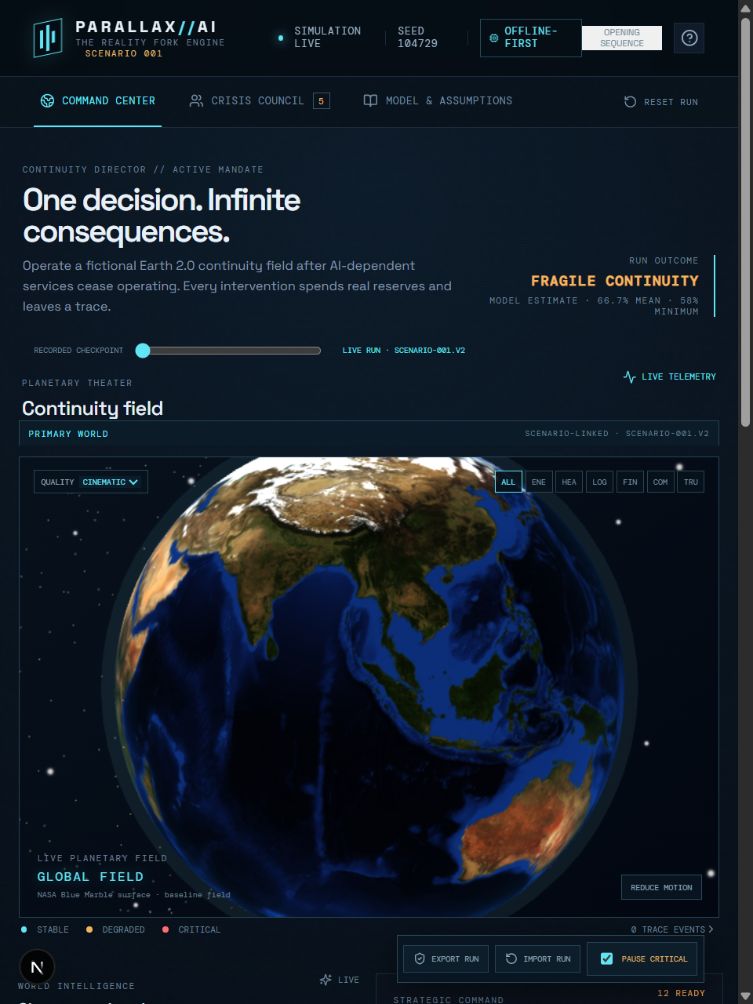 PARALLAX//AI
THE REALITY FORK ENGINE
SCENARIO 001
SIMULATION
LIVE
SEED
104729
OFFLINE-
FIRST
OPENING
SEQUENCE
COMMAND CENTER
CRISIS COUNCIL
5
MODEL & ASSUMPTIONS
RESET RUN
CONTINUITY DIRECTOR // ACTIVE MANDATE
One decision. Infinite
consequences.
Operate a fictional Earth 2.0 continuity field after AI-dependent
services cease operating. Every intervention spends real reserves and
leaves a trace.
RUN OUTCOME
FRAGILE CONTINUITY
MODEL ESTIMATE · 66.7% MEAN · 58%
MINIMUM
RECORDED CHECKPOINT
LIVE RUN · SCENARIO-001.V2
PLANETARY THEATER
Continuity field
LIVE TELEMETRY
PRIMARY WORLD
SCENARIO-LINKED · SCENARIO-001.V2
QUALITY CINEMATIC
ALL ENE HEA LOG FIN COM TRU
LIVE PLANETARY FIELD
GLOBAL FIELD
NASA Blue Marble surface · baseline field
REDUCE MOTION
STABLE
DEGRADED
CRITICAL
0 TRACE EVENTS
EXPORT RUN
IMPORT RUN
PAUSE CRITICAL
N
WORLD INTELLIGENCE
LIVE
STRATEGIC COMMAND
12 READY